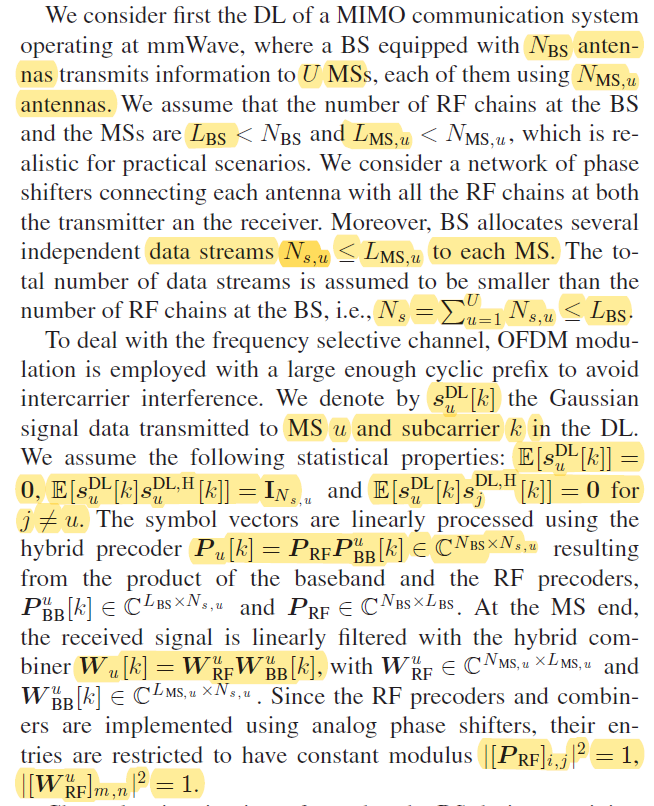 We consider first the DL of a MIMO communication system
operating at mmWave, where a BS equipped with $N_{\text{BS}}$ anten-
nas transmits information to $U$ MSs, each of them using $N_{\text{MS},u}$
antennas. We assume that the number of RF chains at the BS
and the MSs are $L_{\text{BS}} < N_{\text{BS}}$ and $L_{\text{MS},u} < N_{\text{MS},u}$, which is re-
alistic for practical scenarios. We consider a network of phase
shifters connecting each antenna with all the RF chains at both
the transmitter an the receiver. Moreover, BS allocates several
independent data streams $N_{s,u} \leq L_{\text{MS},u}$ to each MS. The to-
tal number of data streams is assumed to be smaller than the
number of RF chains at the BS, i.e., $N_s = \sum_{u=1}^{U} N_{s,u} \leq L_{\text{BS}}$.
To deal with the frequency selective channel, OFDM modu-
lation is employed with a large enough cyclic prefix to avoid
intercarrier interference. We denote by $\boldsymbol{s}_u^{\text{DL}}[k]$ the Gaussian
signal data transmitted to MS $u$ and subcarrier $k$ in the DL.
We assume the following statistical properties: $\mathbb{E}[\boldsymbol{s}_u^{\text{DL}}[k]] =$
$\mathbf{0}$, $\mathbb{E}[\boldsymbol{s}_u^{\text{DL}}[k]\boldsymbol{s}_u^{\text{DL,H}}[k]] = \mathbf{I}_{N_{s,u}}$ and $\mathbb{E}[\boldsymbol{s}_u^{\text{DL}}[k]\boldsymbol{s}_j^{\text{DL,H}}[k]] = \mathbf{0}$ for
$j \neq u$. The symbol vectors are linearly processed using the
hybrid precoder $\boldsymbol{P}_u[k] = \boldsymbol{P}_{\text{RF}}\boldsymbol{P}_{\text{BB}}^u[k] \in \mathbb{C}^{N_{\text{BS}} \times N_{s,u}}$ resulting
from the product of the baseband and the RF precoders,
$\boldsymbol{P}_{\text{BB}}^u[k] \in \mathbb{C}^{L_{\text{BS}} \times N_{s,u}}$ and $\boldsymbol{P}_{\text{RF}} \in \mathbb{C}^{N_{\text{BS}} \times L_{\text{BS}}}$. At the MS end,
the received signal is linearly filtered with the hybrid com-
biner $\boldsymbol{W}_u[k] = \boldsymbol{W}_{\text{RF}}^u\boldsymbol{W}_{\text{BB}}^u[k]$, with $\boldsymbol{W}_{\text{RF}}^u \in \mathbb{C}^{N_{\text{MS},u} \times L_{\text{MS},u}}$ and
$\boldsymbol{W}_{\text{BB}}^u[k] \in \mathbb{C}^{L_{\text{MS},u} \times N_{s,u}}$. Since the RF precoders and combin-
ers are implemented using analog phase shifters, their en-
tries are restricted to have constant modulus $|[\boldsymbol{P}_{\text{RF}}]_{i,j}|^2 = 1$,
$|[\boldsymbol{W}_{\text{RF}}^u]_{m,n}|^2 = 1$.